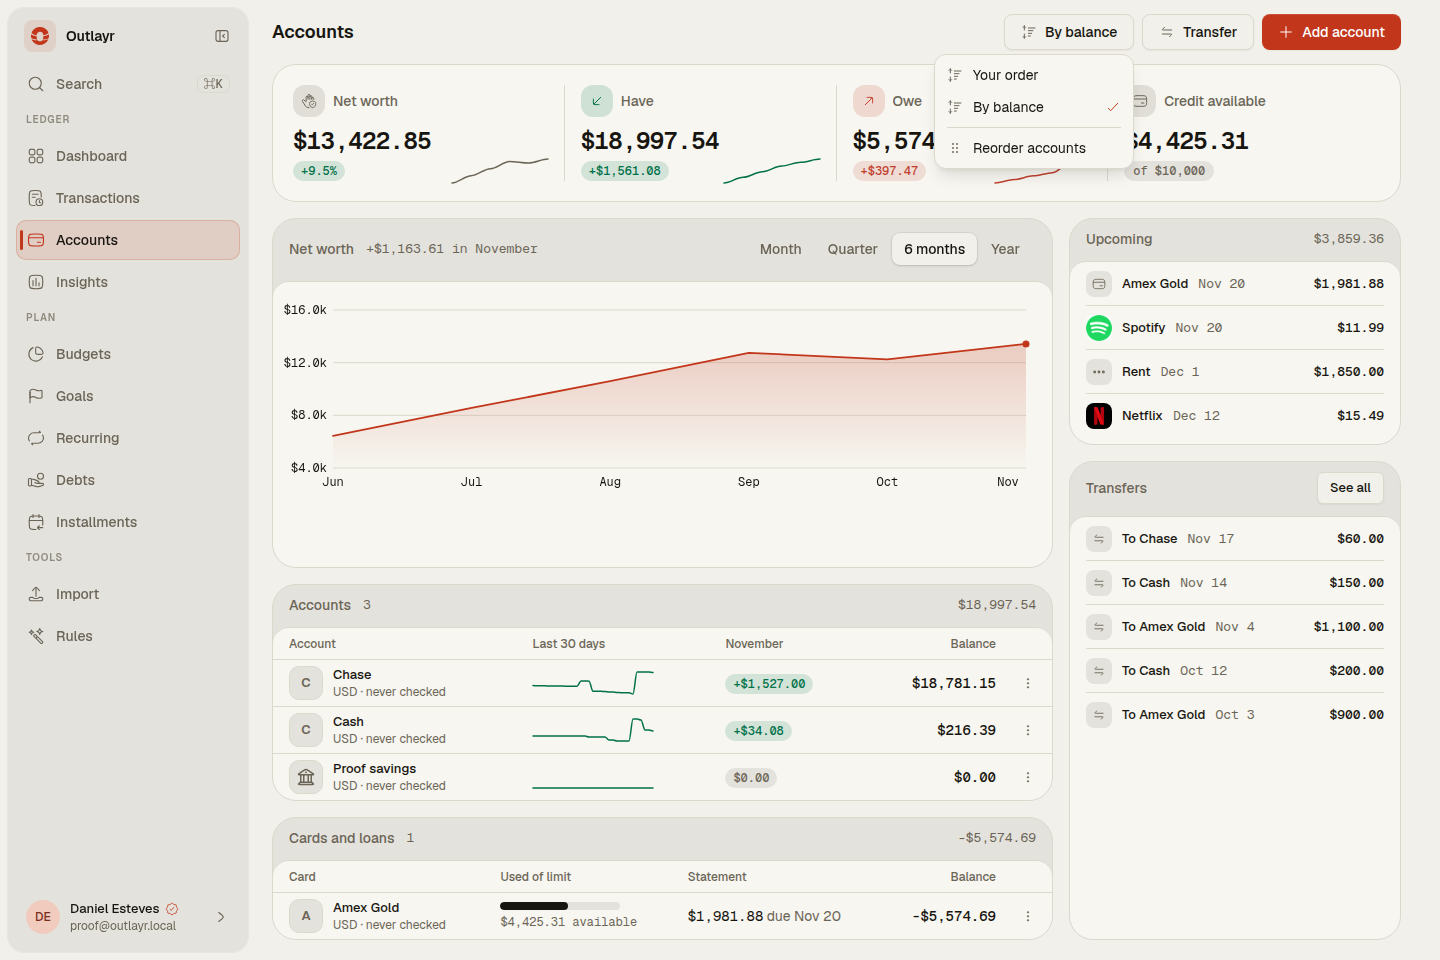 Outlayr
Search
⌘K
LEDGER
Dashboard
Transactions
Accounts
Insights
PLAN
Budgets
Goals
Recurring
Debts
Installments
TOOLS
Import
Rules
DE
Daniel Esteves
proof@outlayr.local
Accounts
By balance
Transfer
Add account
Your order
By balance
Reorder accounts
Net worth
$13,422.85
+9.5%
Have
$18,997.54
+$1,561.08
Owe
$5,574
+$397.47
Credit available
$4,425.31
of $10,000
Net worth +$1,163.61 in November
Month Quarter 6 months Year
$16.0k
$12.0k
$8.0k
$4.0k
Jun Jul Aug Sep Oct Nov
Accounts 3 $18,997.54
Account Last 30 days November Balance
C Chase +$1,527.00 $18,781.15
USD · never checked
C Cash +$34.08 $216.39
USD · never checked
Proof savings $0.00 $0.00
USD · never checked
Cards and loans 1 -$5,574.69
Card Used of limit Statement Balance
A Amex Gold $1,981.88 due Nov 20 -$5,574.69
USD · never checked $4,425.31 available
Upcoming $3,859.36
Amex Gold Nov 20 $1,981.88
Spotify Nov 20 $11.99
Rent Dec 1 $1,850.00
N Netflix Dec 12 $15.49
Transfers See all
To Chase Nov 17 $60.00
To Cash Nov 14 $150.00
To Amex Gold Nov 4 $1,100.00
To Cash Oct 12 $200.00
To Amex Gold Oct 3 $900.00